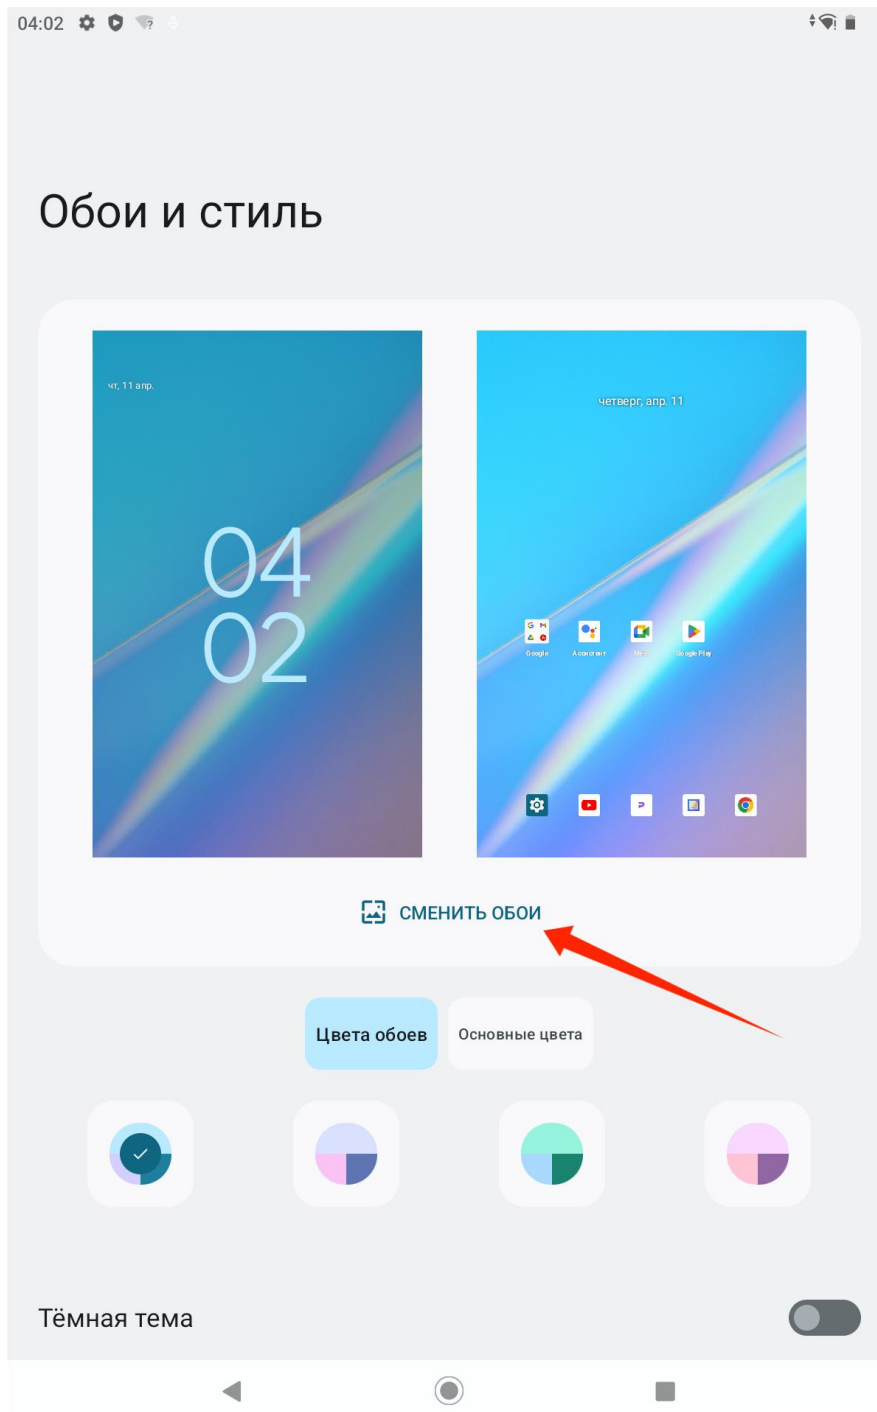 04:02
Обои и стиль
чт, 11 апр.
04
02
четверг, апр. 11
Google Ассистент Meet Google Play
СМЕНИТЬ ОБОИ
Цвета обоев Основные цвета
Тёмная тема